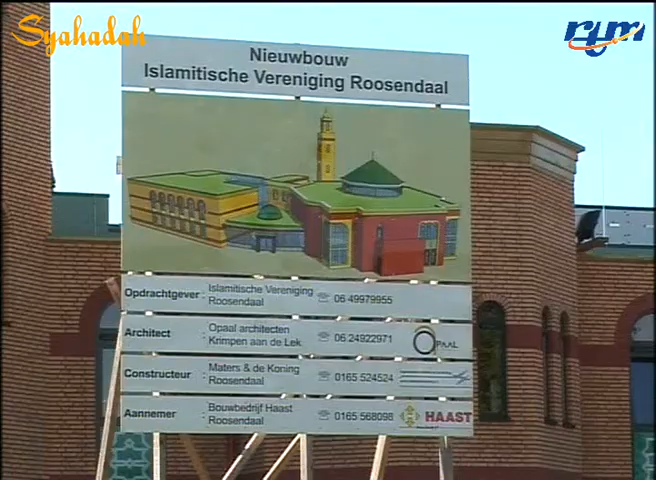 Syahadah
rtm
Nieuwbouw
Islamitische Vereniging Roosendaal
Opdrachtgever : Islamitische Vereniging
Roosendaal
☏ 06 49979955
Architect : Opaal architecten
Krimpen aan de Lek
☏ 06 24922971
OPAAL
Constructeur : Maters & de Koning
Roosendaal
☏ 0165 524524
Aannemer : Bouwbedrijf Haast
Roosendaal
☏ 0165 568098
HAAST